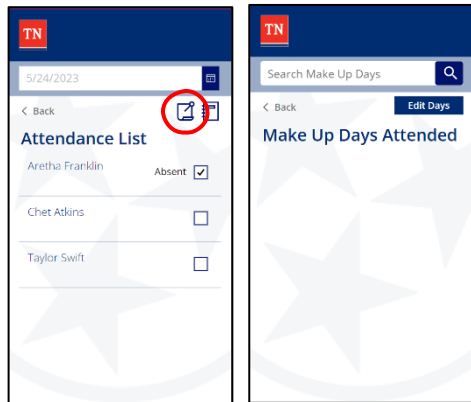 TN
5/24/2023
< Back
Attendance List
Aretha Franklin
Absent
Chet Atkins
Taylor Swift
TN
Search Make Up Days
< Back
Edit Days
Make Up Days Attended